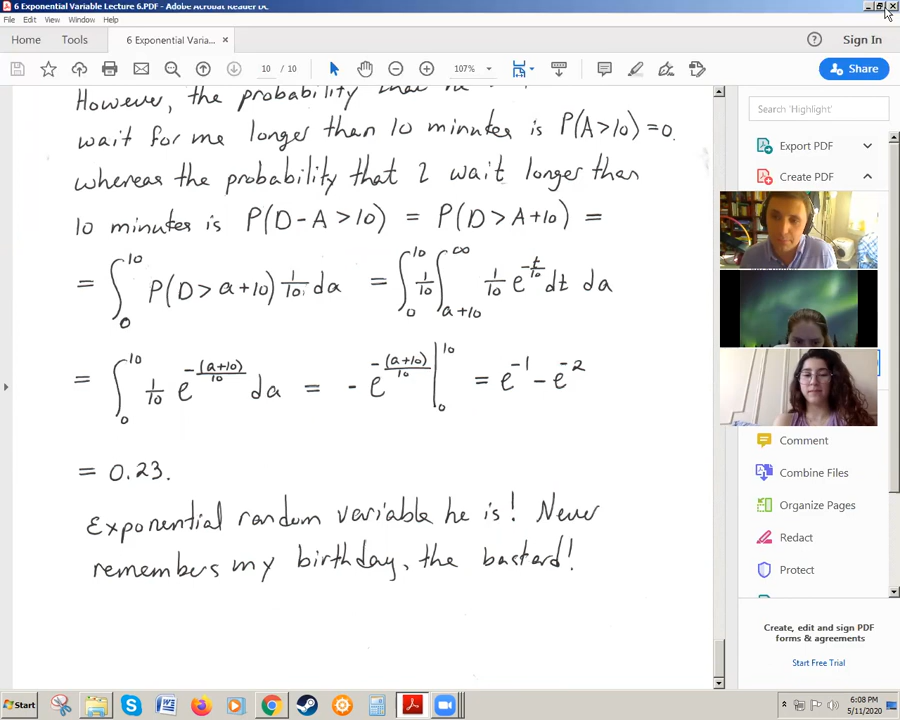 6 Exponential Variable Lecture 6.PDF - Adobe Acrobat Reader DC
File Edit View Window Help
Home Tools 6 Exponential Varia... × Sign In
10 / 10 107% Share
However, the probability that he
wait for me longer than 10 minutes is P(A>10)=0.
whereas the probability that 2 wait longer than
10 minutes is P(D-A>10) = P(D>A+10) =
= ∫₀¹⁰ P(D>a+10) 1/10 da = ∫₀¹⁰ 1/10 ∫_{a+10}^∞ 1/10 e^{-t/10} dt da
= ∫₀¹⁰ 1/10 e^{-(a+10)/10} da = -e^{-(a+10)/10} |₀¹⁰ = e^{-1} - e^{-2}
= 0.23.
Exponential random variable he is! Never
remembers my birthday, the bastard!
Search 'Highlight'
Export PDF
Create PDF
Comment
Combine Files
Organize Pages
Redact
Protect
Create, edit and sign PDF
forms & agreements
Start Free Trial
Start
6:08 PM
5/11/2020